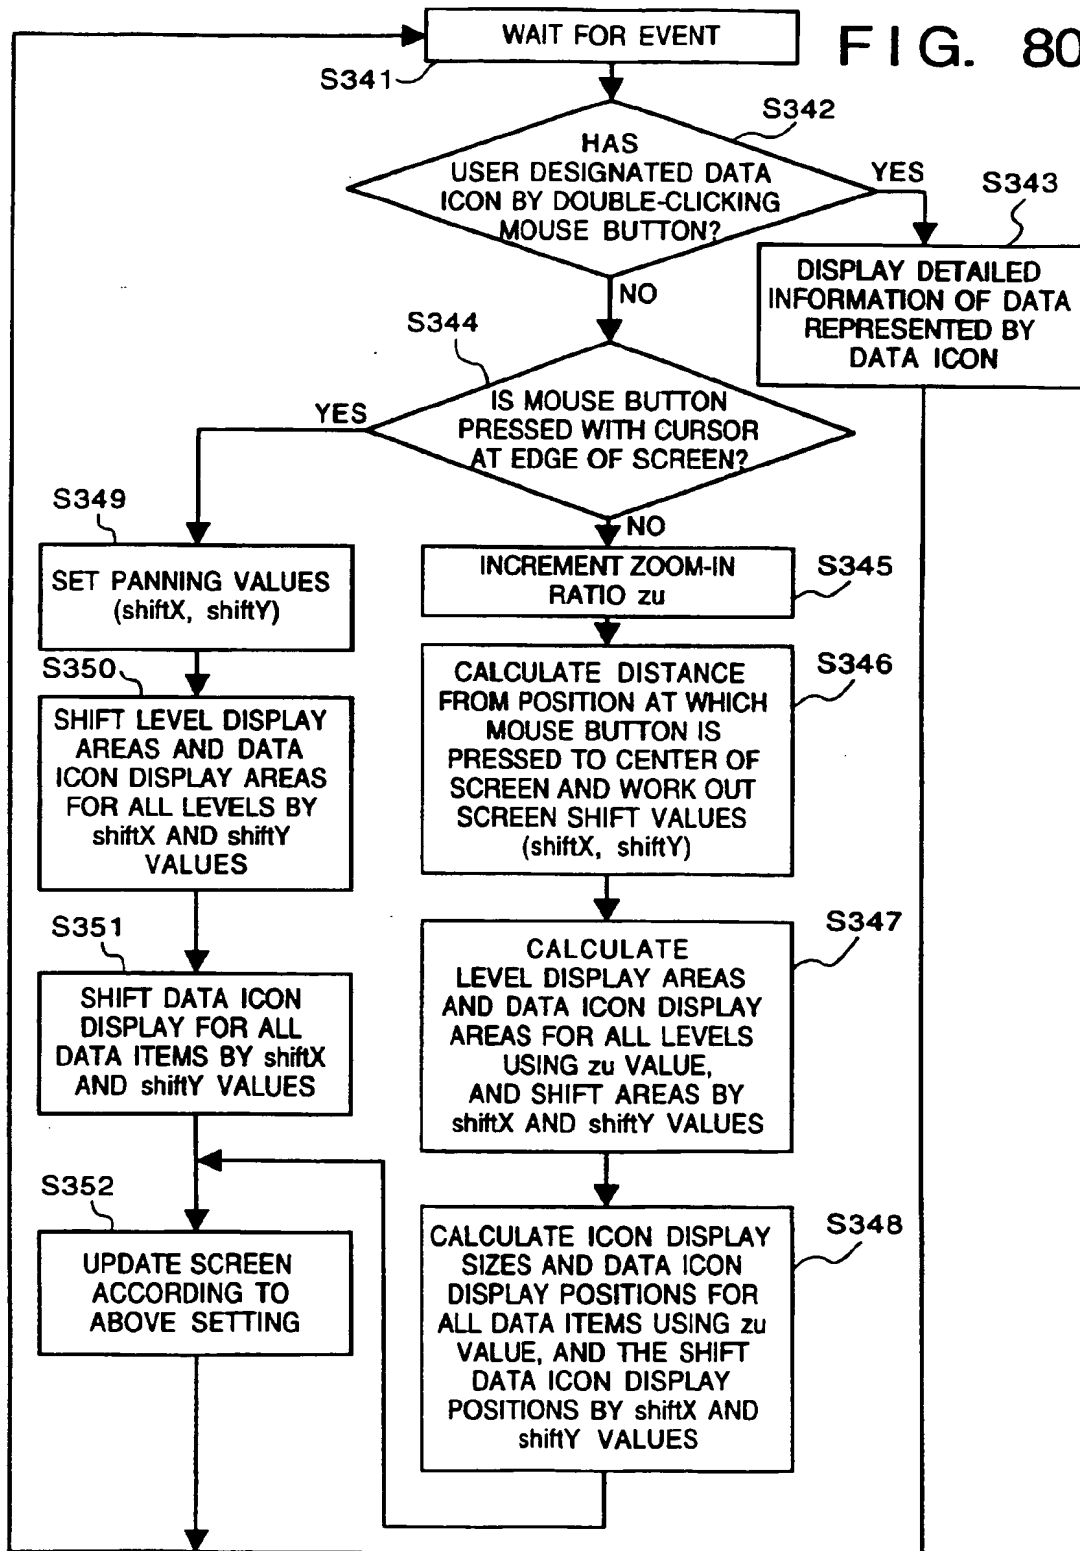 FIG. 80
WAIT FOR EVENT
S341
S342
HAS
USER DESIGNATED DATA
ICON BY DOUBLE-CLICKING
MOUSE BUTTON?
YES
S343
DISPLAY DETAILED
INFORMATION OF DATA
REPRESENTED BY
DATA ICON
NO
S344
IS MOUSE BUTTON
PRESSED WITH CURSOR
AT EDGE OF SCREEN?
YES
NO
S349
SET PANNING VALUES
(shiftX, shiftY)
S345
INCREMENT ZOOM-IN
RATIO zu
S350
SHIFT LEVEL DISPLAY
AREAS AND DATA
ICON DISPLAY AREAS
FOR ALL LEVELS BY
shiftX AND shiftY
VALUES
S346
CALCULATE DISTANCE
FROM POSITION AT WHICH
MOUSE BUTTON IS
PRESSED TO CENTER OF
SCREEN AND WORK OUT
SCREEN SHIFT VALUES
(shiftX, shiftY)
S351
SHIFT DATA ICON
DISPLAY FOR ALL
DATA ITEMS BY shiftX
AND shiftY VALUES
S347
CALCULATE
LEVEL DISPLAY AREAS
AND DATA ICON DISPLAY
AREAS FOR ALL LEVELS
USING zu VALUE,
AND SHIFT AREAS BY
shiftX AND shiftY VALUES
S352
UPDATE SCREEN
ACCORDING TO
ABOVE SETTING
S348
CALCULATE ICON DISPLAY
SIZES AND DATA ICON
DISPLAY POSITIONS FOR
ALL DATA ITEMS USING zu
VALUE, AND THE SHIFT
DATA ICON DISPLAY
POSITIONS BY shiftX AND
shiftY VALUES